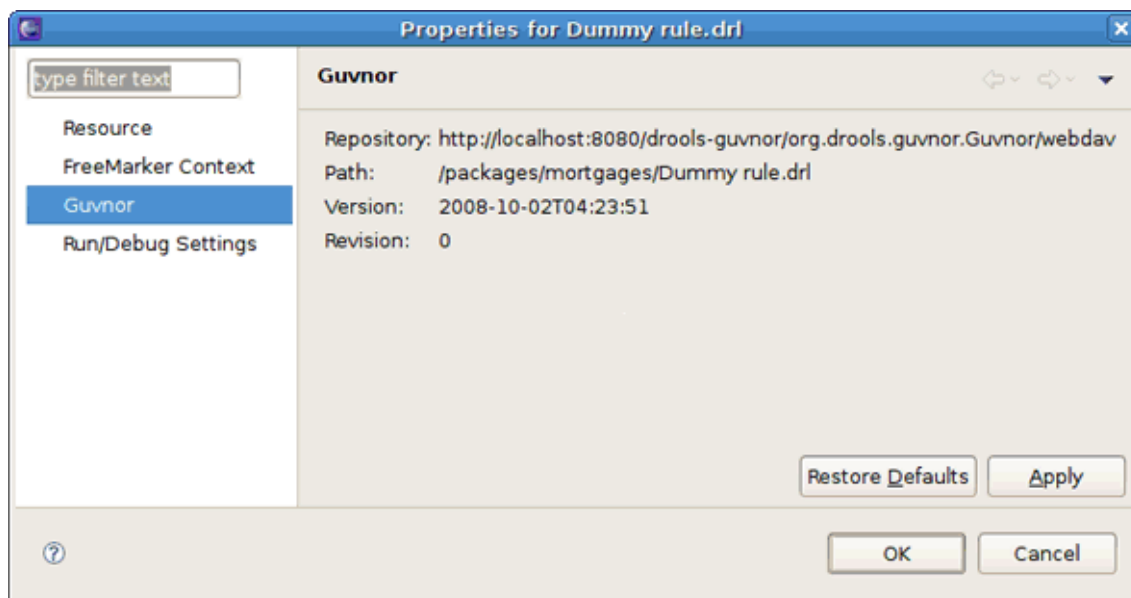 Properties for Dummy rule.drl
type filter text
Resource
FreeMarker Context
Guvnor
Run/Debug Settings
Guvnor
Repository: http://localhost:8080/drools-guvnor/org.drools.guvnor.Guvnor/webdav
Path: /packages/mortgages/Dummy rule.drl
Version: 2008-10-02T04:23:51
Revision: 0
Restore Defaults Apply
? OK Cancel